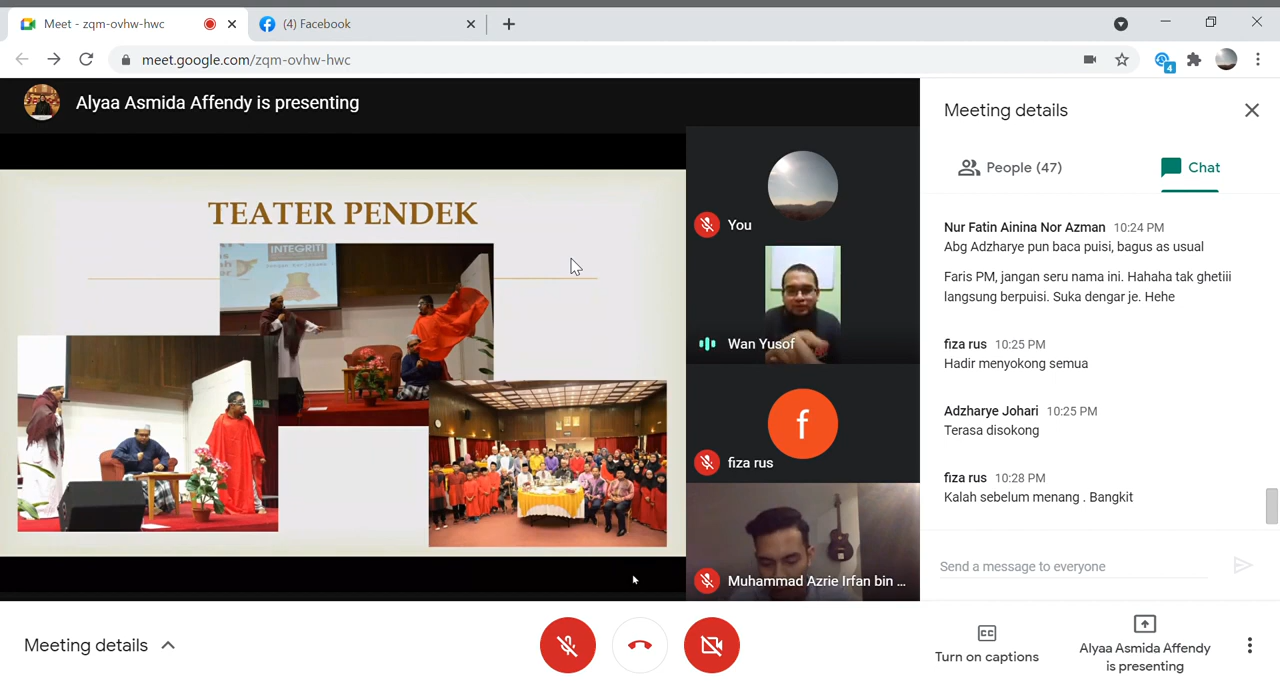 Meet - zqm-ovhw-hwc
(4) Facebook
meet.google.com/zqm-ovhw-hwc
4
Alyaa Asmida Affendy is presenting
TEATER PENDEK
INTEGRITI
You
Wan Yusof
f
fiza rus
Muhammad Azrie Irfan bin ...
Meeting details
People (47)
Chat
Nur Fatin Ainina Nor Azman 10:24 PM
Abg Adzharye pun baca puisi, bagus as usual
Faris PM, jangan seru nama ini. Hahaha tak ghetiii
langsung berpuisi. Suka dengar je. Hehe
fiza rus 10:25 PM
Hadir menyokong semua
Adzharye Johari 10:25 PM
Terasa disokong
fiza rus 10:28 PM
Kalah sebelum menang . Bangkit
Send a message to everyone
Meeting details
CC
Turn on captions
Alyaa Asmida Affendy
is presenting